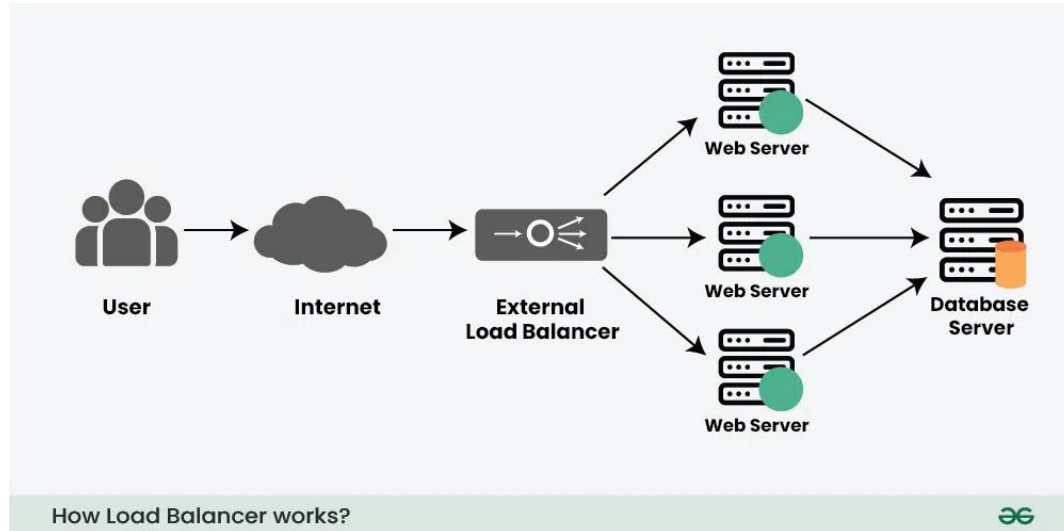 Web Server
Web Server
Web Server
User
Internet
External
Load Balancer
Database
Server
How Load Balancer works?